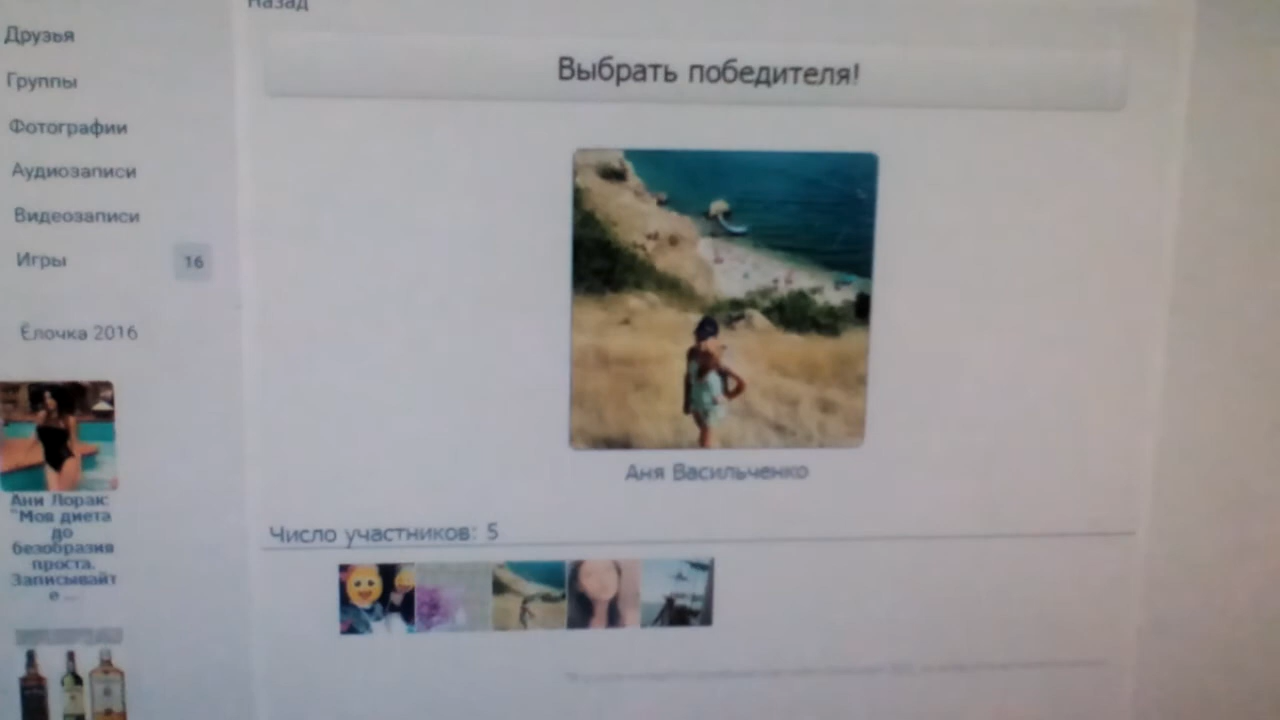 Назад
Друзья
Группы
Фотографии
Аудиозаписи
Видеозаписи
Игры
16
Ёлочка 2016
Ани Лорак:
"Моя диета
до
безобразия
проста.
Записывайт
е ...
Выбрать победителя!
Аня Васильченко
Число участников: 5